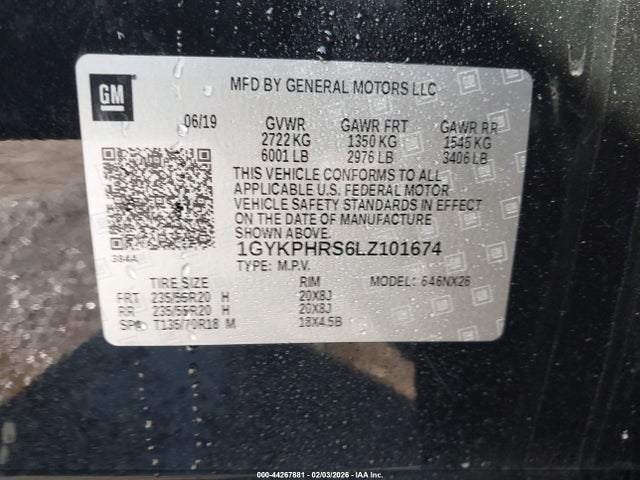 GM
MFD BY GENERAL MOTORS LLC
06/19 GVWR GAWR FRT GAWR RR
2722 KG 1350 KG 1545 KG
6001 LB 2976 LB 3406 LB
THIS VEHICLE CONFORMS TO ALL
APPLICABLE U.S. FEDERAL MOTOR
VEHICLE SAFETY STANDARDS IN EFFECT
ON THE DATE OF MANUFACTURE
SHOWN ABOVE.
384A
1GYKPHRS6LZ101674
TYPE: M.P.V. MODEL: 646NX26
TIRE SIZE RIM
FRT 235/55R20 H 20X8J
RR 235/55R20 H 20X8J
SPA T135/70R18 M 18X4.5B
000-44267881 - 02/03/2026 - IAA Inc.